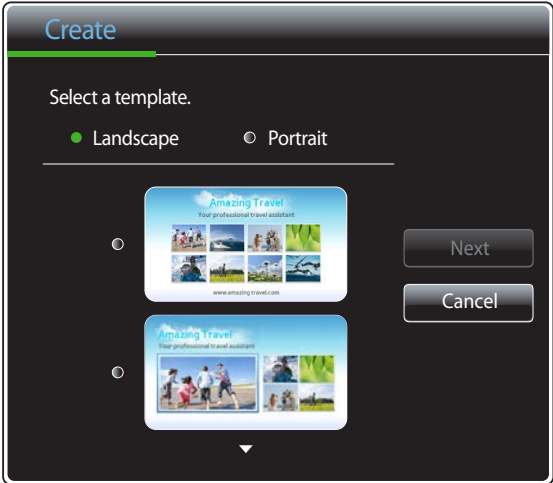 Create
Select a template.
Landscape
Portrait
Amazing Travel
Your professional travel assistant
www.amazing travel.com
Next
Cancel
Amazing Travel
Your professional travel assistant